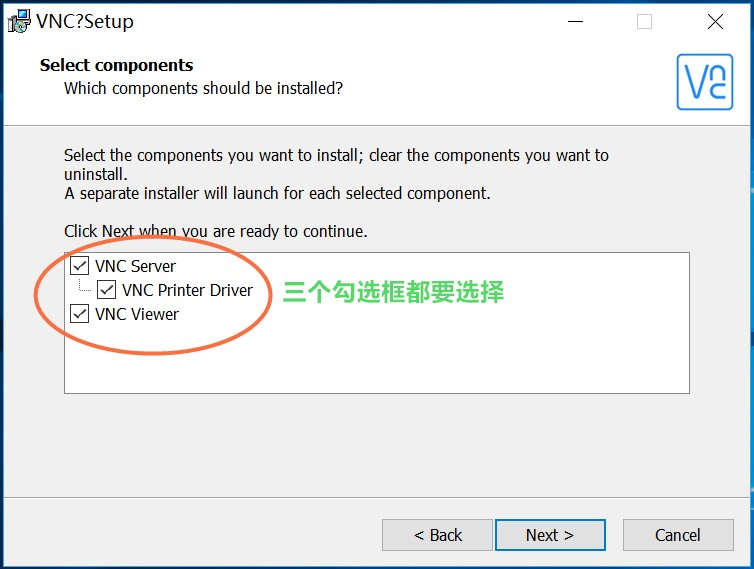 VNC?Setup
Select components
Which components should be installed?
VNC
Select the components you want to install; clear the components you want to
uninstall.
A separate installer will launch for each selected component.
Click Next when you are ready to continue.
VNC Server
VNC Printer Driver
VNC Viewer
三个勾选框都要选择
< Back
Next >
Cancel